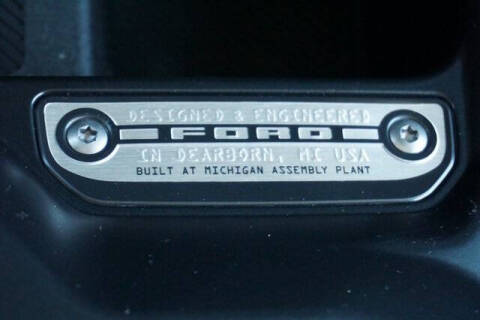 DESIGNED & ENGINEERED
FORD
IN DEARBORN, MI USA
BUILT AT MICHIGAN ASSEMBLY PLANT